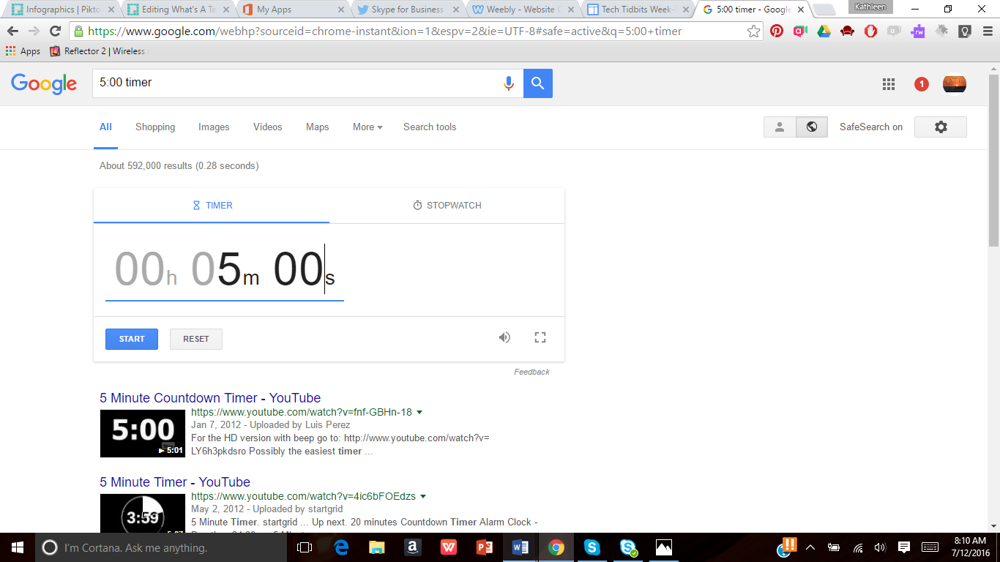 Infographics | Pikto
Editing What's A Te
My Apps
Skype for Business
Weebly - Website C
Tech Tidbits Week-
5:00 timer - Google
Kathleen
https://www.google.com/webhp?sourceid=chrome-instant&ion=1&espv=2&ie=UTF-8#safe=active&q=5:00+timer
Apps
Reflector 2 | Wireless
Google
5:00 timer
1
All
Shopping
Images
Videos
Maps
More
Search tools
SafeSearch on
About 592,000 results (0.28 seconds)
TIMER
STOPWATCH
00h 05m 00s
START
RESET
Feedback
5 Minute Countdown Timer - YouTube
5:00
5:01
https://www.youtube.com/watch?v=fnf-GBHn-18
Jan 7, 2012 - Uploaded by Luis Perez
For the HD version with beep go to: http://www.youtube.com/watch?v=
LY6h3pkdsro Possibly the easiest timer ...
5 Minute Timer - YouTube
3:59
https://www.youtube.com/watch?v=4ic6bFOEdzs
May 2, 2012 - Uploaded by startgrid
5 Minute Timer. startgrid ... Up next. 20 minutes Countdown Timer Alarm Clock -
I'm Cortana. Ask me anything.
8:10 AM
7/12/2016